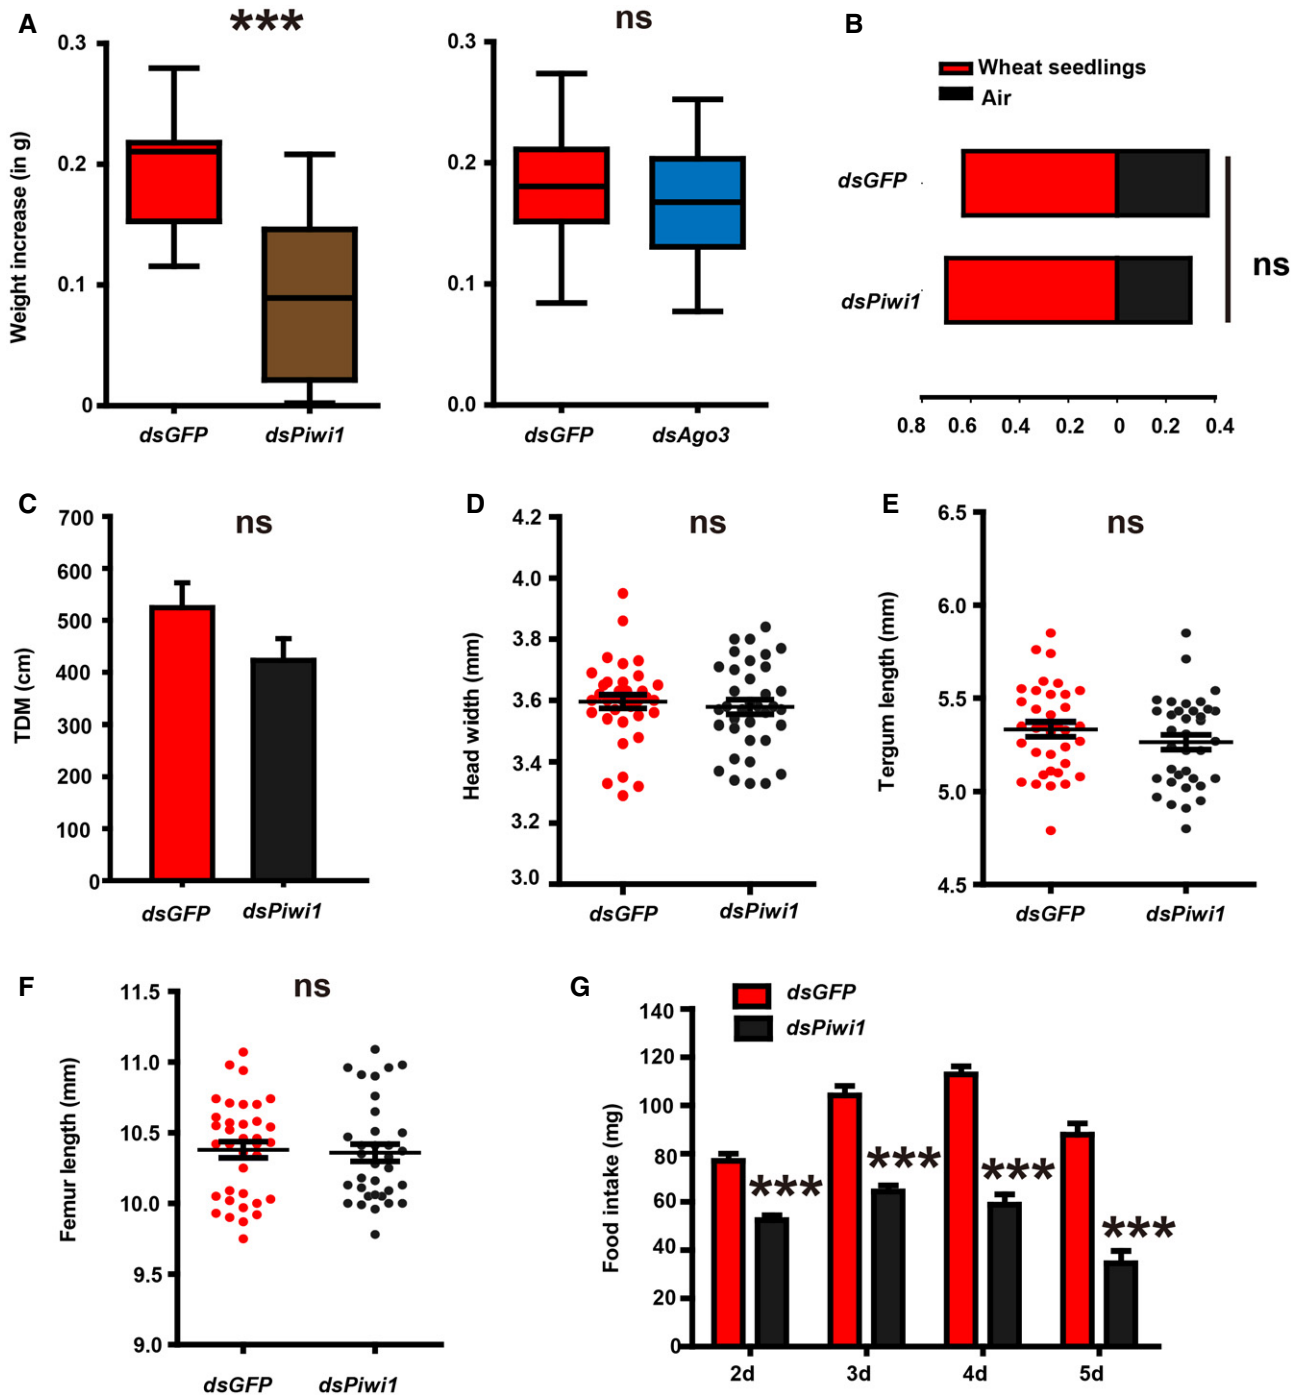 A
***
ns
B
0.3
0.2
0.1
0
Weight increase (in g)
dsGFP
dsPiwi1
0.3
0.2
0.1
0.0
dsGFP
dsAgo3
Wheat seedlings
Air
dsGFP
dsPiwi1
ns
0.8 0.6 0.4 0.2 0 0.2 0.4
C
ns
700
600
500
400
300
200
100
0
TDM (cm)
dsGFP
dsPiwi1
D
ns
4.2
4.0
3.8
3.6
3.4
3.2
3.0
Head width (mm)
dsGFP
dsPiwi1
E
ns
6.5
6.0
5.5
5.0
4.5
Tergum length (mm)
dsGFP
dsPiwi1
F
ns
11.5
11.0
10.5
10.0
9.5
9.0
Femur length (mm)
dsGFP
dsPiwi1
G
dsGFP
dsPiwi1
140
120
100
80
60
40
20
0
Food intake (mg)
***
***
***
***
2d 3d 4d 5d